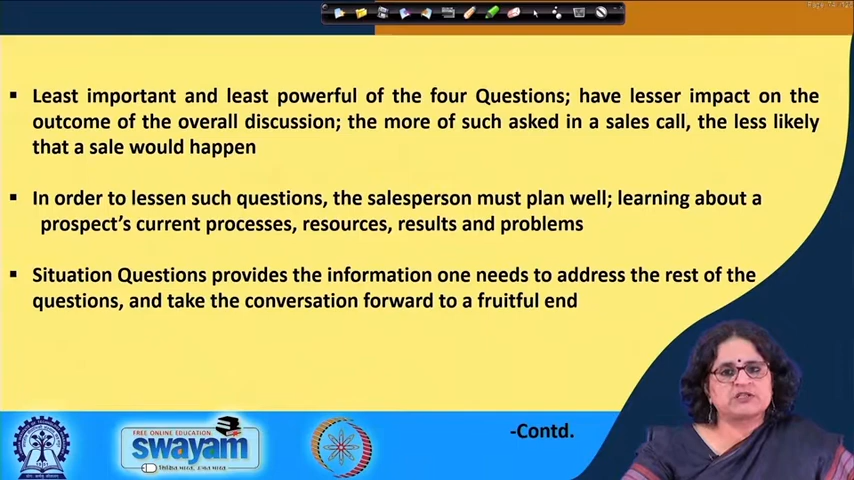 Least important and least powerful of the four Questions; have lesser impact on the
outcome of the overall discussion; the more of such asked in a sales call, the less likely
that a sale would happen
In order to lessen such questions, the salesperson must plan well; learning about a
prospect's current processes, resources, results and problems
Situation Questions provides the information one needs to address the rest of the
questions, and take the conversation forward to a fruitful end
-Contd.
FREE ONLINE EDUCATION
swayam
शिक्षित भारत, उन्नत भारत